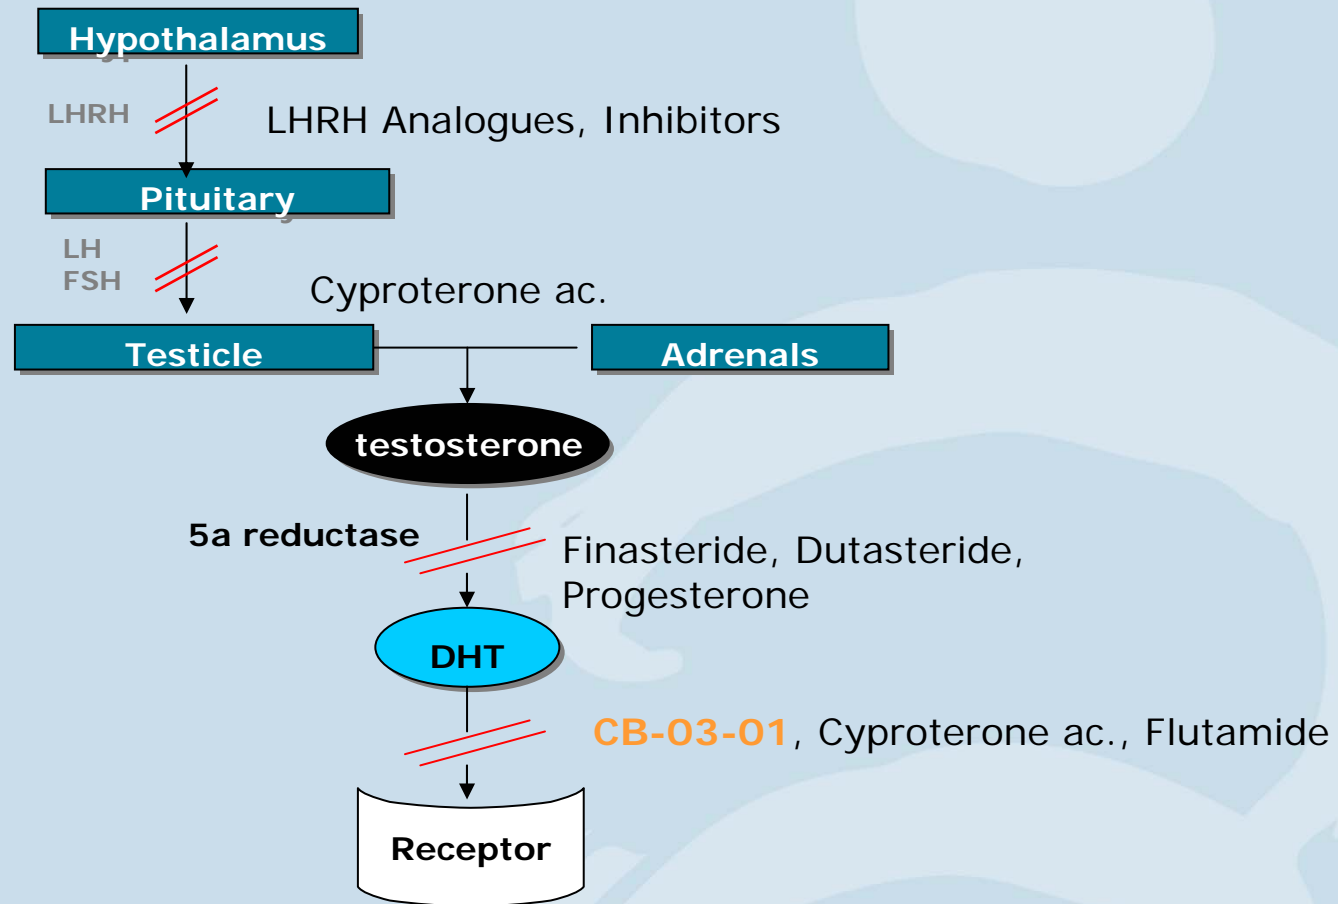 Hypothalamus
LHRH
LHRH Analogues, Inhibitors
Pituitary
LH
FSH
Cyproterone ac.
Testicle
Adrenals
testosterone
5a reductase
Finasteride, Dutasteride,
Progesterone
DHT
CB-03-01, Cyproterone ac., Flutamide
Receptor